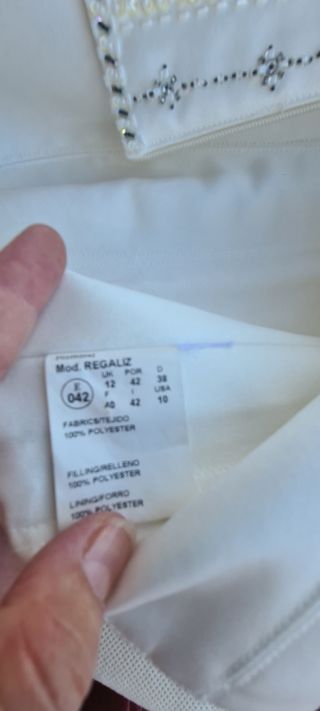 Mod. REGALIZ
E 042
UK POR D
12 42 38
F I USA
40 42 10
FABRICS/TEJIDO
100% POLYESTER
FILLING/RELLENO
100% POLYESTER
LINING/FORRO
100% POLYESTER